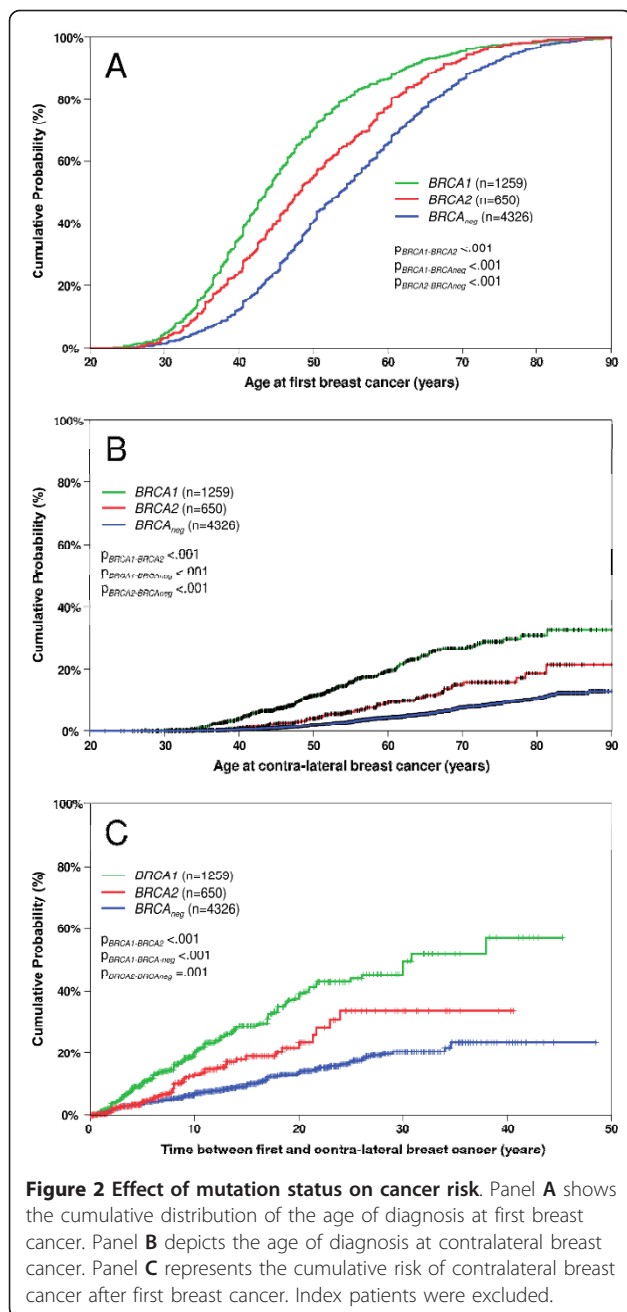 A
Cumulative Probability (%)
100%
80%
60%
40%
20%
0%
BRCA1 (n=1259)
BRCA2 (n=650)
BRCAneg (n=4326)
pBRCA1-BRCA2 <.001
pBRCA1-BRCAneg <.001
pBRCA2-BRCAneg <.001
20 30 40 50 60 70 80 90
Age at first breast cancer (years)
B
Cumulative Probability (%)
100%
80%
60%
40%
20%
0%
BRCA1 (n=1259)
BRCA2 (n=650)
BRCAneg (n=4326)
pBRCA1-BRCA2 <.001
pBRCA1-BRCAneg <.001
pBRCA2-BRCAneg <.001
20 30 40 50 60 70 80 90
Age at contra-lateral breast cancer (years)
C
Cumulative Probability (%)
100%
80%
60%
40%
20%
0%
BRCA1 (n=1259)
BRCA2 (n=650)
BRCAneg (n=4326)
pBRCA1-BRCA2 <.001
pBRCA1-BRCA-neg <.001
pBRCA2-BRCAneg =.001
0 10 20 30 40 50
Time between first and contra-lateral breast cancer (years)
Figure 2 Effect of mutation status on cancer risk. Panel A shows
the cumulative distribution of the age of diagnosis at first breast
cancer. Panel B depicts the age of diagnosis at contralateral breast
cancer. Panel C represents the cumulative risk of contralateral breast
cancer after first breast cancer. Index patients were excluded.